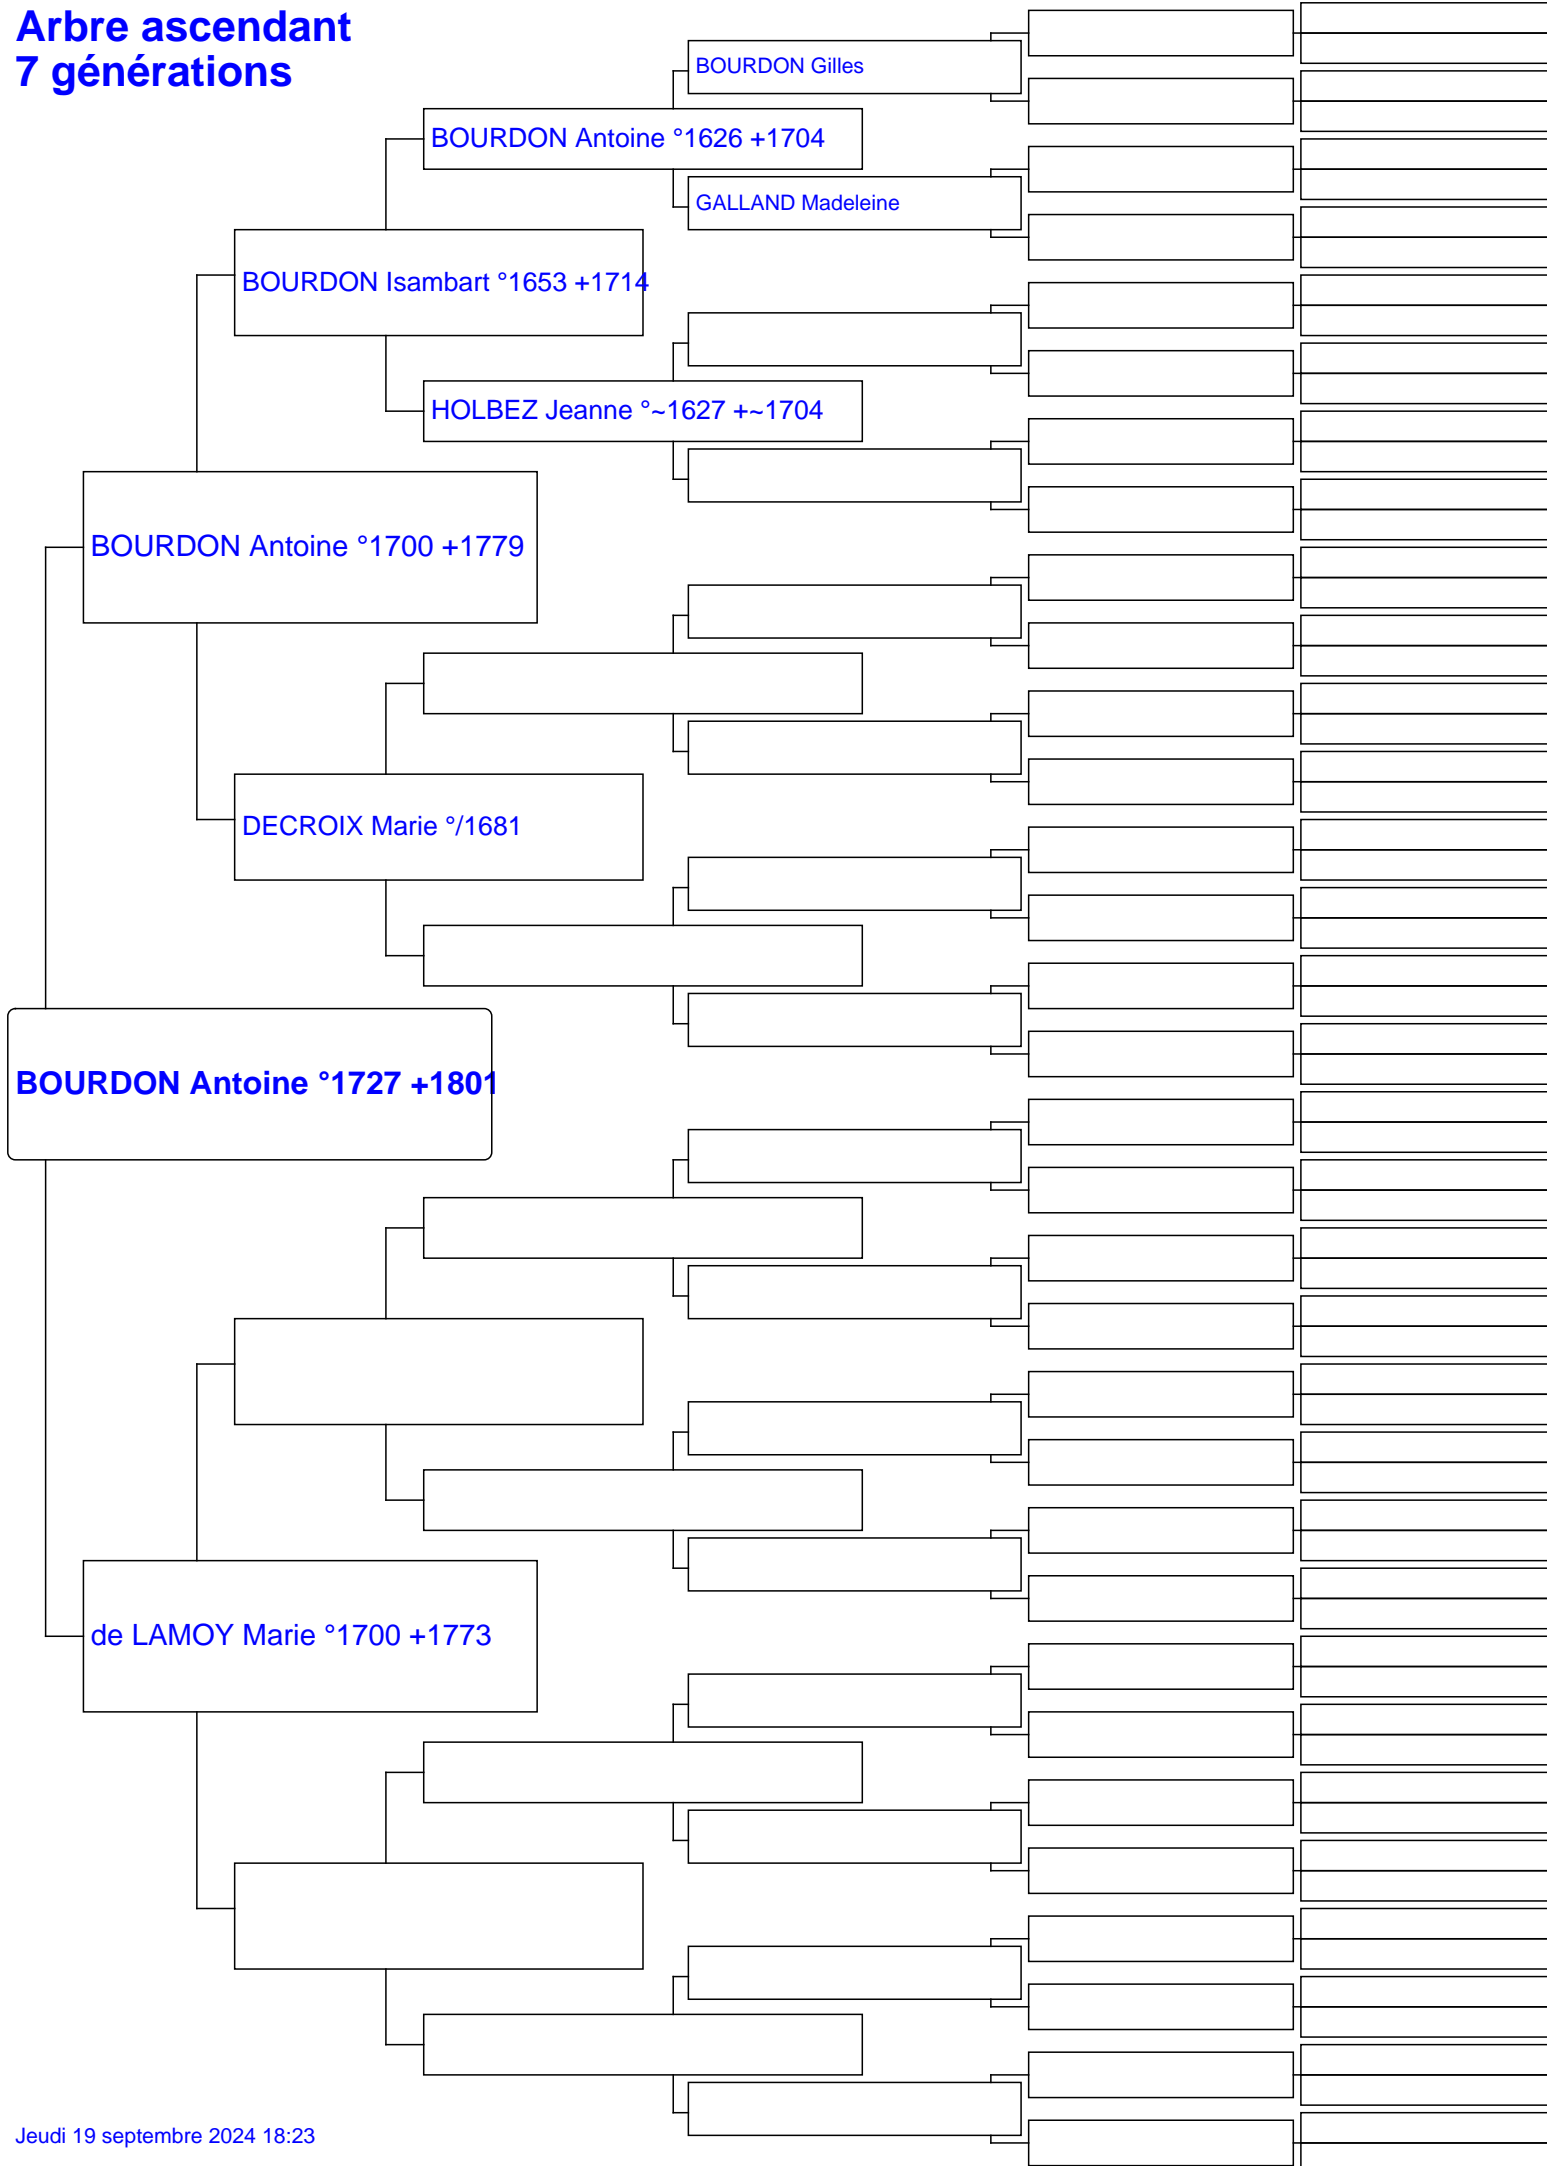 Arbre ascendant
7 générations
BOURDON Gilles
BOURDON Antoine °1626 +1704
GALLAND Madeleine
BOURDON Isambart °1653 +1714
HOLBEZ Jeanne °~1627 +~1704
BOURDON Antoine °1700 +1779
DECROIX Marie °/1681
BOURDON Antoine °1727 +1801
de LAMOY Marie °1700 +1773
Jeudi 19 septembre 2024 18:23